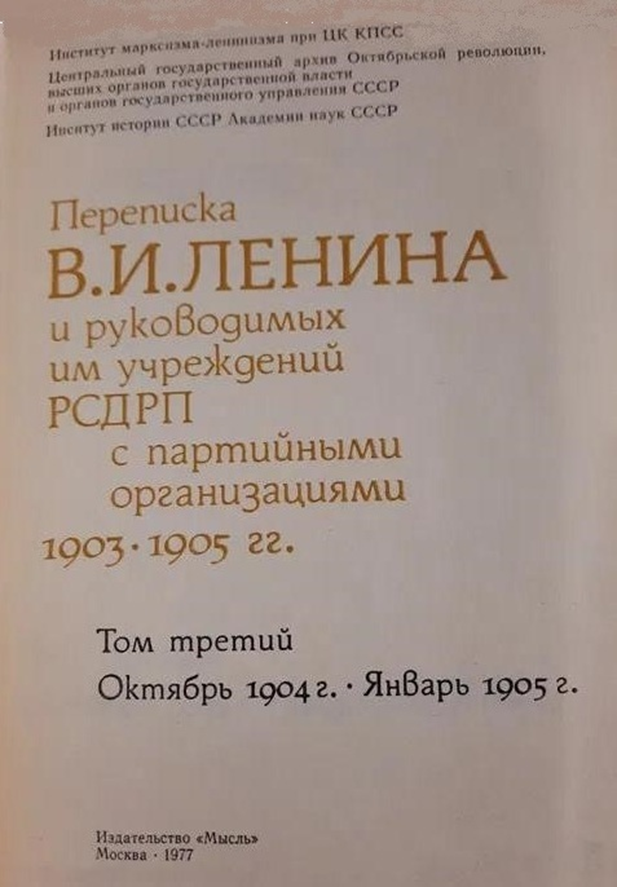 Институт марксизма-ленинизма при ЦК КПСС
Центральный государственный архив Октябрьской революции,
высших органов государственной власти
и органов государственного управления СССР
Институт истории СССР Академии наук СССР
Переписка
В.И.ЛЕНИНА
и руководимых
им учреждений
РСДРП
с партийными
организациями
1903·1905 гг.
Том третий
Октябрь 1904 г. · Январь 1905 г.
Издательство «Мысль»
Москва · 1977